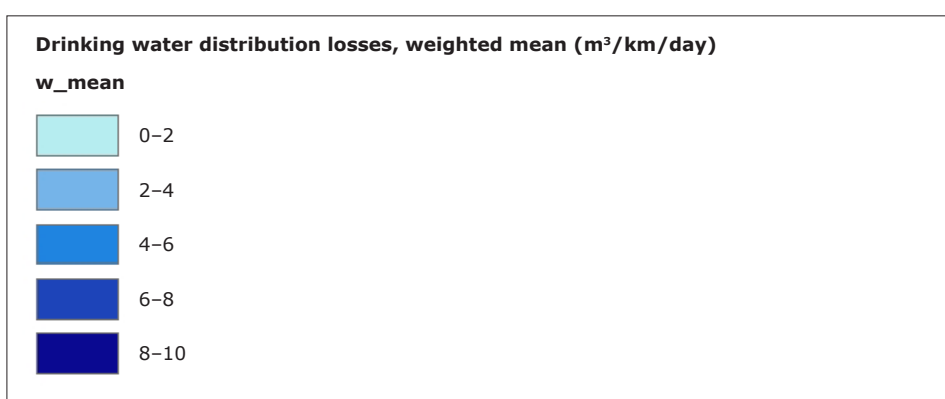 Drinking water distribution losses, weighted mean (m³/km/day)
w_mean
0–2
2–4
4–6
6–8
8–10